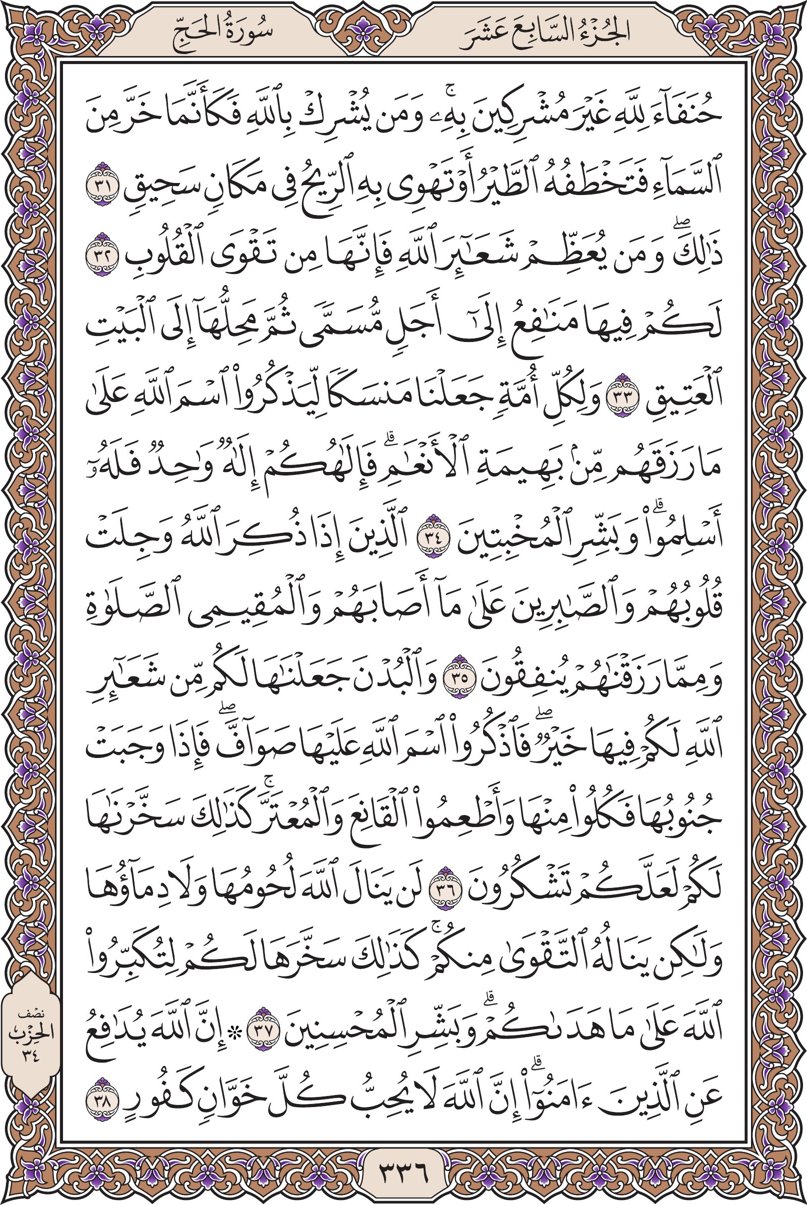 الجُزْءُ السَّابِعَ عَشَرَ
سُورَةُ الحَجِّ
حُنَفَآءَ لِلَّهِ غَيْرَ مُشْرِكِينَ بِهِۦۚ وَمَن يُشْرِكْ بِٱللَّهِ فَكَأَنَّمَا خَرَّ مِنَ
ٱلسَّمَآءِ فَتَخْطَفُهُ ٱلطَّيْرُ أَوْ تَهْوِى بِهِ ٱلرِّيحُ فِى مَكَانٍ سَحِيقٍ ٣١
ذَٰلِكَۖ وَمَن يُعَظِّمْ شَعَـٰٓئِرَ ٱللَّهِ فَإِنَّهَا مِن تَقْوَى ٱلْقُلُوبِ ٣٢
لَكُمْ فِيهَا مَنَـٰفِعُ إِلَىٰٓ أَجَلٍ مُّسَمًّى ثُمَّ مَحِلُّهَآ إِلَى ٱلْبَيْتِ
ٱلْعَتِيقِ ٣٣ وَلِكُلِّ أُمَّةٍ جَعَلْنَا مَنسَكًا لِّيَذْكُرُوا۟ ٱسْمَ ٱللَّهِ عَلَىٰ
مَا رَزَقَهُم مِّنۢ بَهِيمَةِ ٱلْأَنْعَـٰمِۗ فَإِلَـٰهُكُمْ إِلَـٰهٌ وَٰحِدٌ فَلَهُۥٓ
أَسْلِمُوا۟ۗ وَبَشِّرِ ٱلْمُخْبِتِينَ ٣٤ ٱلَّذِينَ إِذَا ذُكِرَ ٱللَّهُ وَجِلَتْ
قُلُوبُهُمْ وَٱلصَّـٰبِرِينَ عَلَىٰ مَآ أَصَابَهُمْ وَٱلْمُقِيمِى ٱلصَّلَوٰةِ
وَمِمَّا رَزَقْنَـٰهُمْ يُنفِقُونَ ٣٥ وَٱلْبُدْنَ جَعَلْنَـٰهَا لَكُم مِّن شَعَـٰٓئِرِ
ٱللَّهِ لَكُمْ فِيهَا خَيْرٌۖ فَٱذْكُرُوا۟ ٱسْمَ ٱللَّهِ عَلَيْهَا صَوَآفَّۖ فَإِذَا وَجَبَتْ
جُنُوبُهَا فَكُلُوا۟ مِنْهَا وَأَطْعِمُوا۟ ٱلْقَانِعَ وَٱلْمُعْتَرَّۚ كَذَٰلِكَ سَخَّرْنَـٰهَا
لَكُمْ لَعَلَّكُمْ تَشْكُرُونَ ٣٦ لَن يَنَالَ ٱللَّهَ لُحُومُهَا وَلَا دِمَآؤُهَا
وَلَـٰكِن يَنَالُهُ ٱلتَّقْوَىٰ مِنكُمْۚ كَذَٰلِكَ سَخَّرَهَا لَكُمْ لِتُكَبِّرُوا۟
ٱللَّهَ عَلَىٰ مَا هَدَىٰكُمْۗ وَبَشِّرِ ٱلْمُحْسِنِينَ ٣٧ ۞ إِنَّ ٱللَّهَ يُدَٰفِعُ
عَنِ ٱلَّذِينَ ءَامَنُوٓا۟ۗ إِنَّ ٱللَّهَ لَا يُحِبُّ كُلَّ خَوَّانٍ كَفُورٍ ٣٨
نصف
الحزب
٣٤
٣٣٦